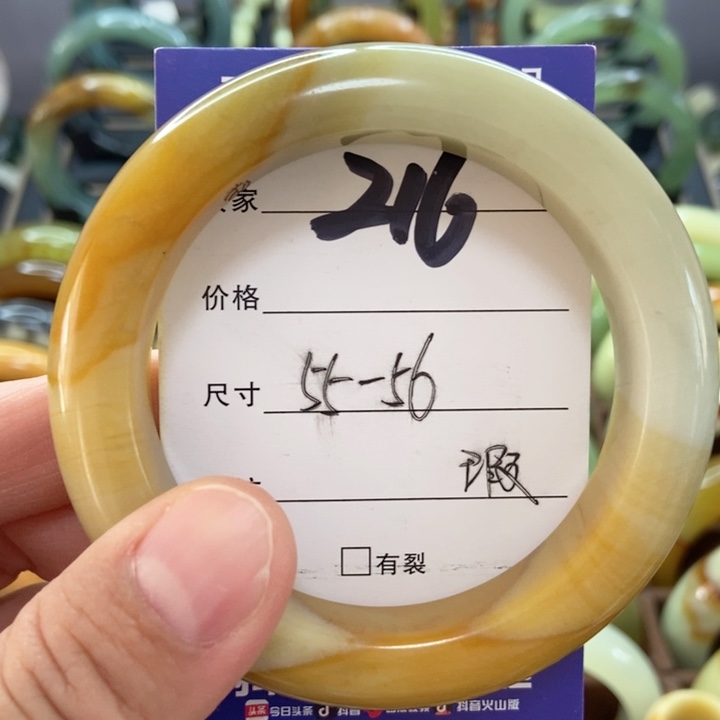 家 216
价格
尺寸 55-56
瑕
□有裂
今日头条 抖音 抖音火山版